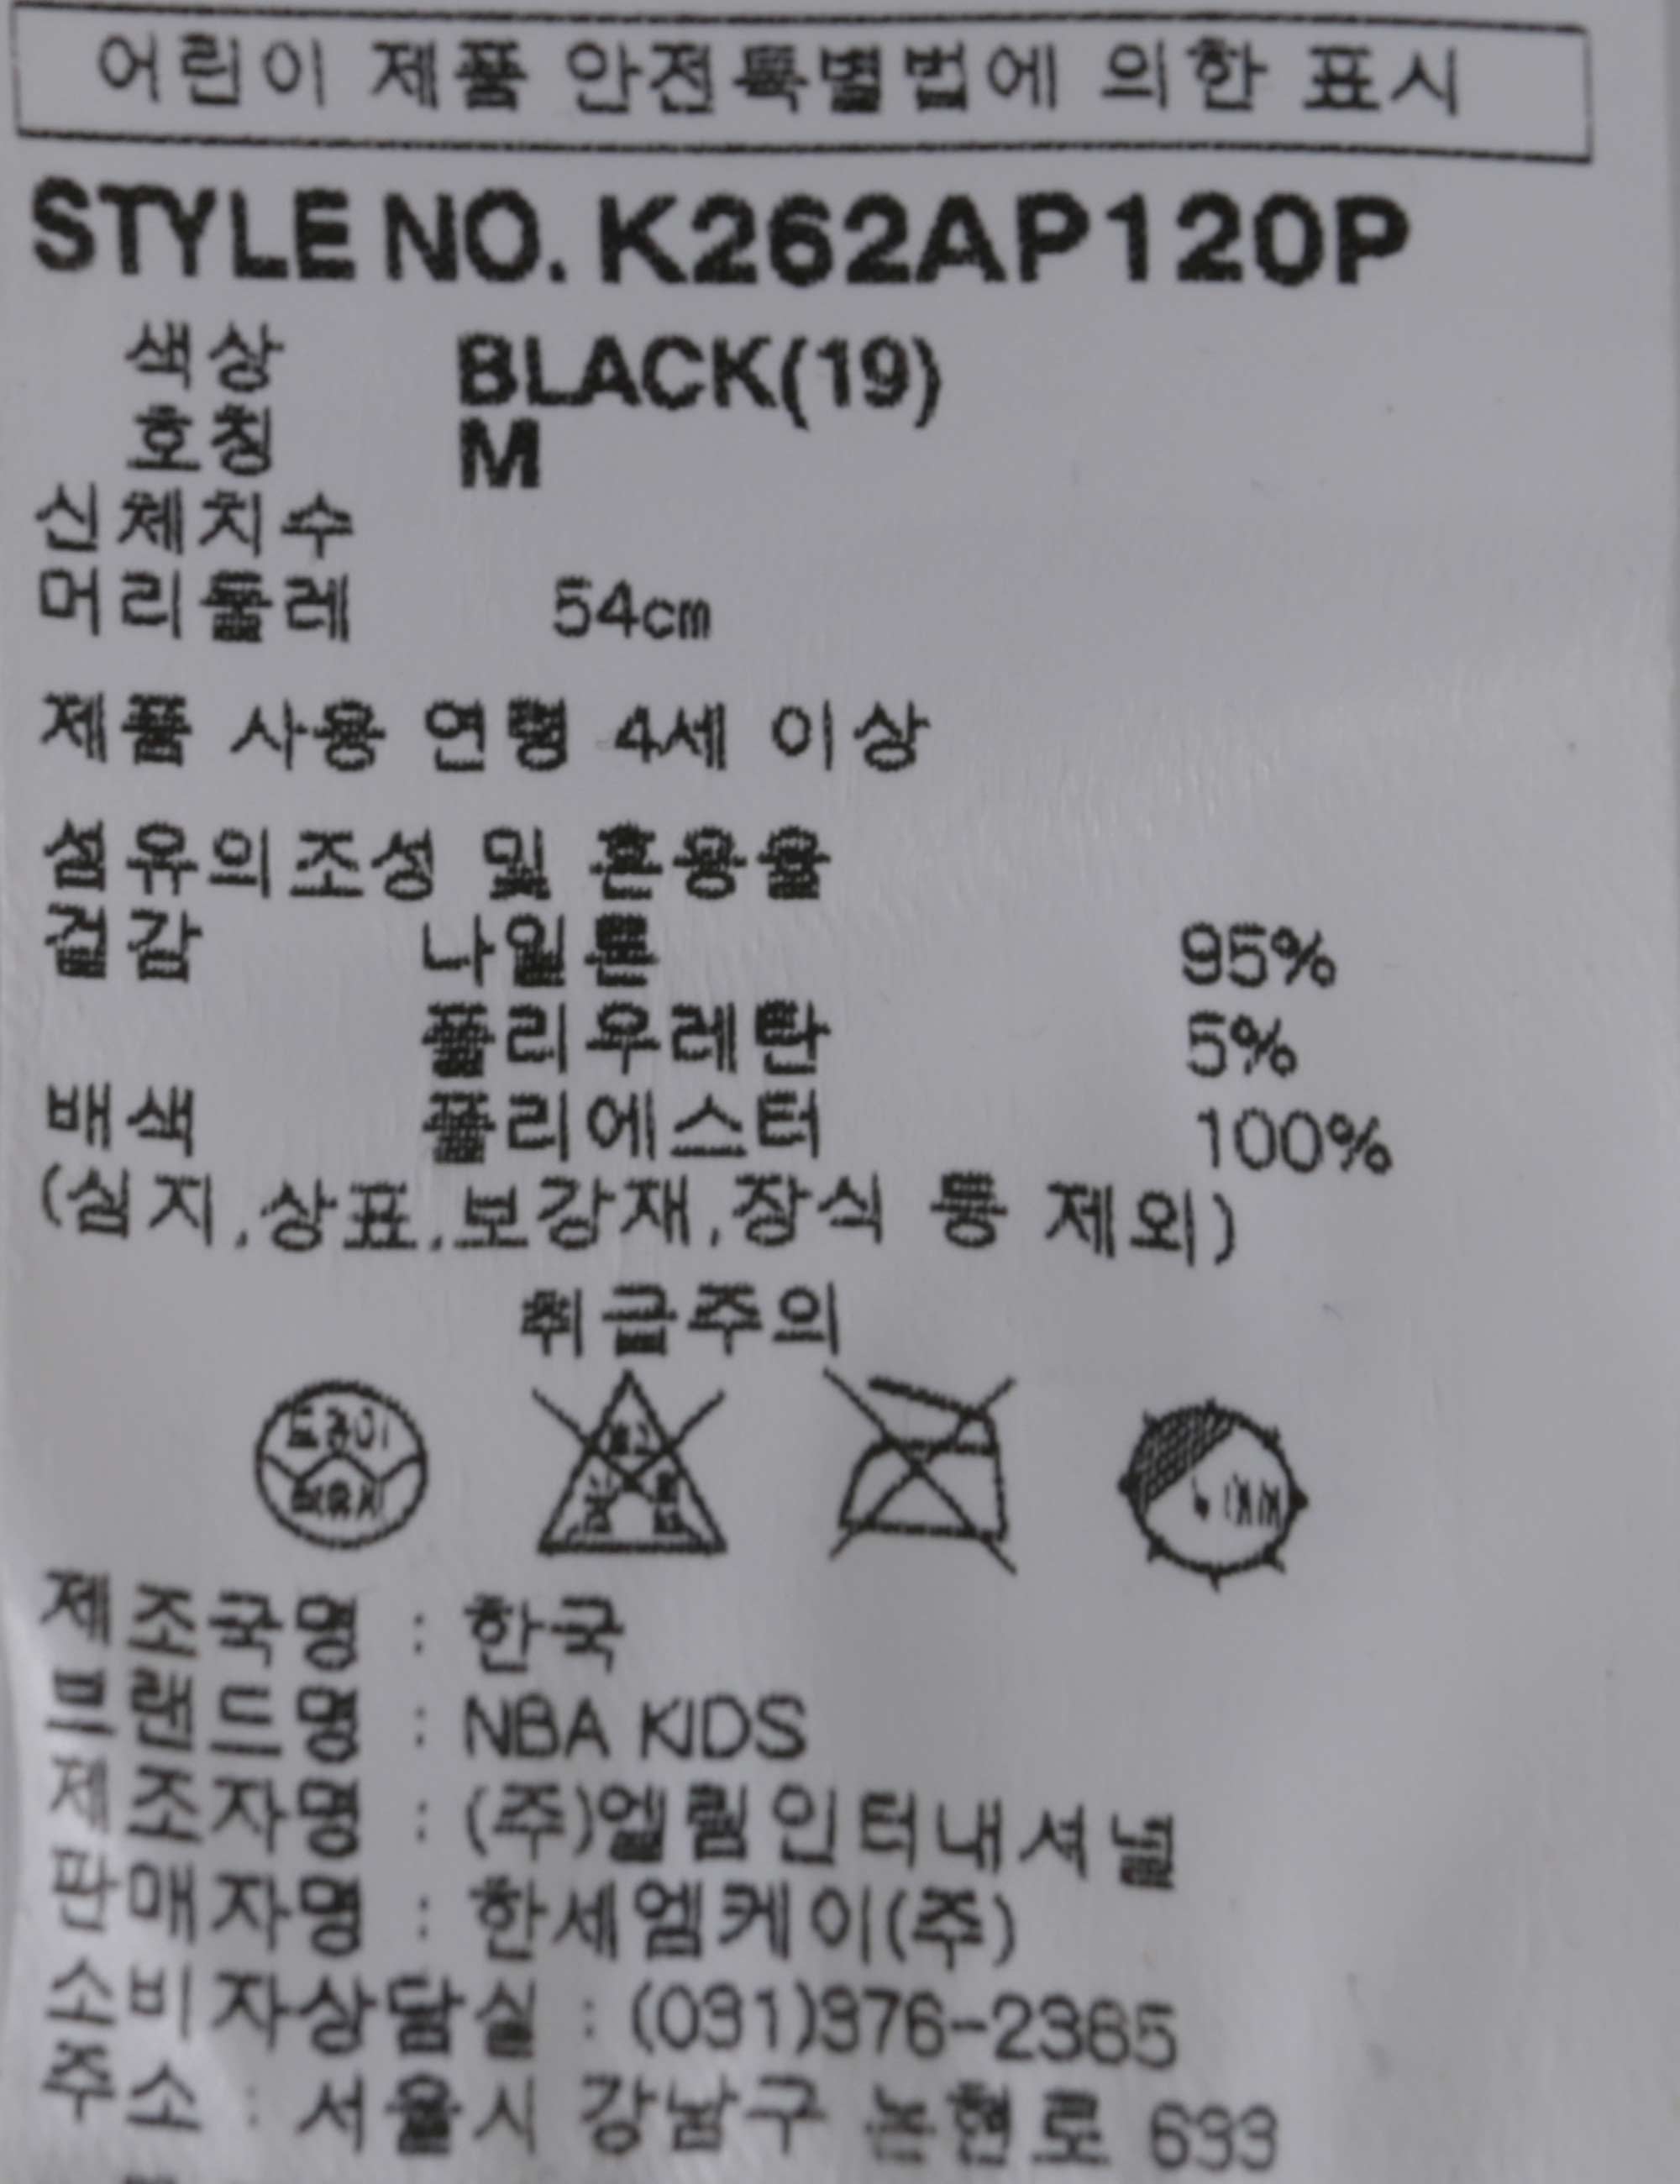 어린이 제품 안전특별법에 의한 표시
STYLE NO. K262AP120P
색상 BLACK(19)
호칭 M
신체치수
머리둘레 54cm
제품 사용 연령 4세 이상
섬유의조성 및 혼용율
겉감 나일론 95%
폴리우레탄 5%
배색 폴리에스터 100%
(심지,상표,보강재,장식 등 제외)
취급주의
제조국명 : 한국
브랜드명 : NBA KIDS
제조자명 : (주)엘림인터내셔널
판매자명 : 한세엠케이(주)
소비자상담실 : (031)376-2365
주소 : 서울시 강남구 논현로 633